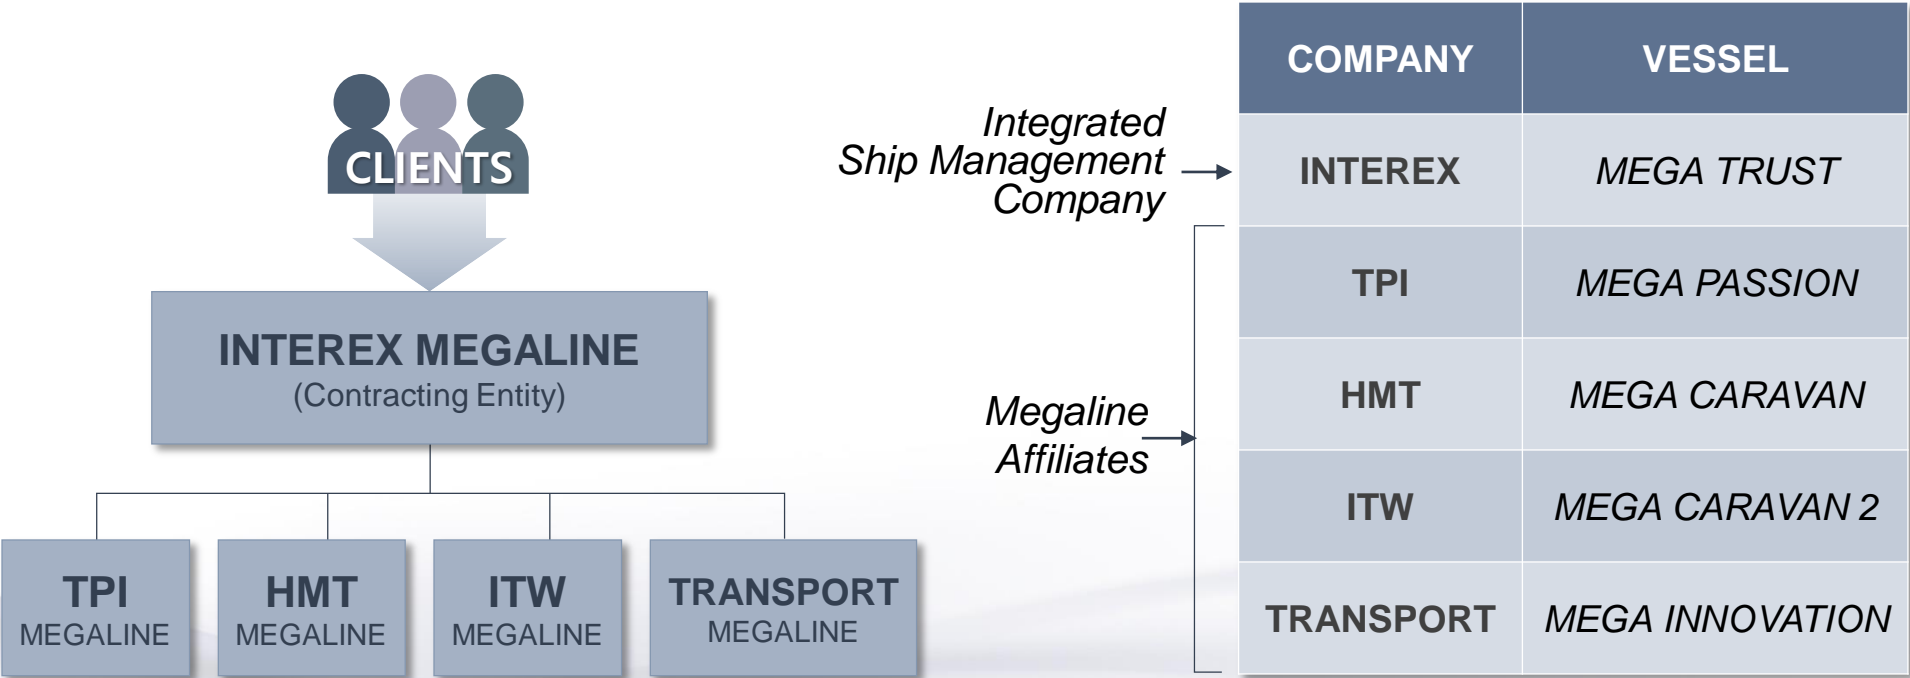 CLIENTS
INTEREX MEGALINE
(Contracting Entity)
TPI
MEGALINE
HMT
MEGALINE
ITW
MEGALINE
TRANSPORT
MEGALINE
Integrated
Ship Management
Company
Megaline
Affiliates
COMPANY VESSEL
INTEREX MEGA TRUST
TPI MEGA PASSION
HMT MEGA CARAVAN
ITW MEGA CARAVAN 2
TRANSPORT MEGA INNOVATION